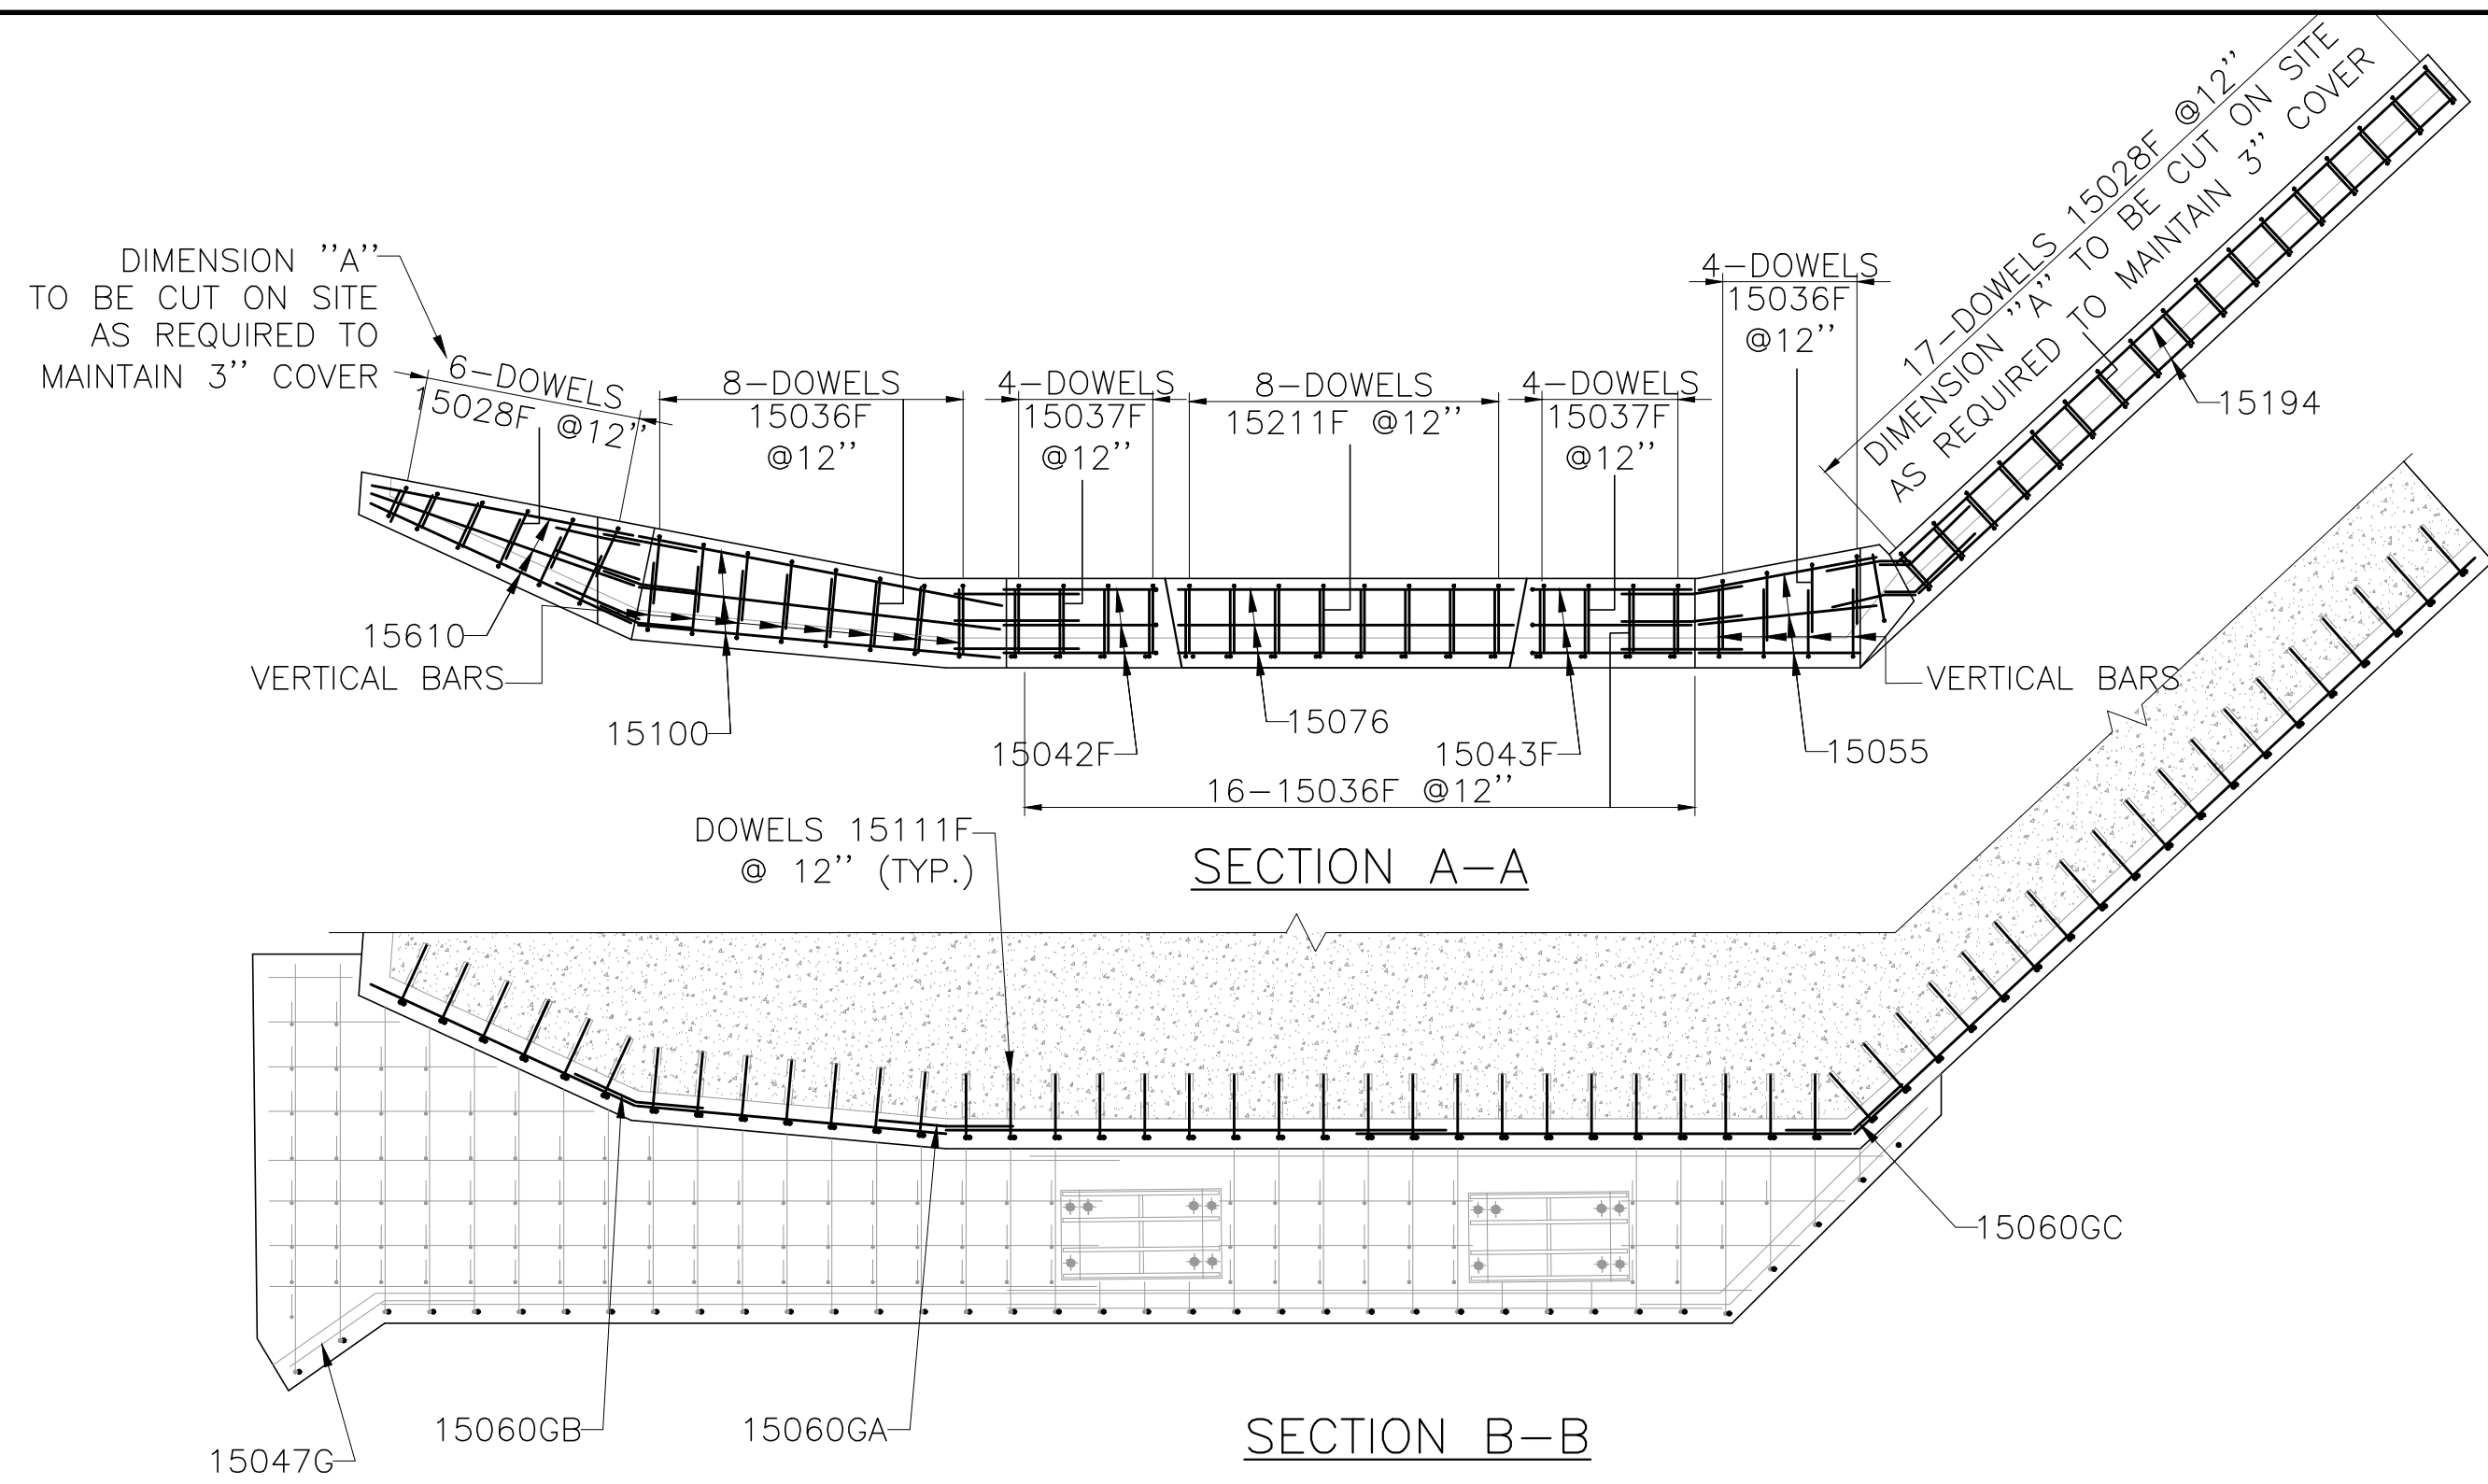 DIMENSION ''A''
TO BE CUT ON SITE
AS REQUIRED TO
MAINTAIN 3'' COVER
6-DOWELS
15028F @12''
8-DOWELS
15036F
@12''
4-DOWELS
15037F
@12''
8-DOWELS
15211F @12''
4-DOWELS
15037F
@12''
4-DOWELS
15036F
@12''
17-DOWELS 15028F @12''
DIMENSION ''A'' TO BE CUT ON SITE
AS REQUIRED TO MAINTAIN 3'' COVER
15194
15610
VERTICAL BARS
15100
15042F
15076
15043F
15055
VERTICAL BARS
16-15036F @12''
SECTION A-A
DOWELS 15111F
@ 12'' (TYP.)
15060GC
15060GB
15060GA
15047G
SECTION B-B